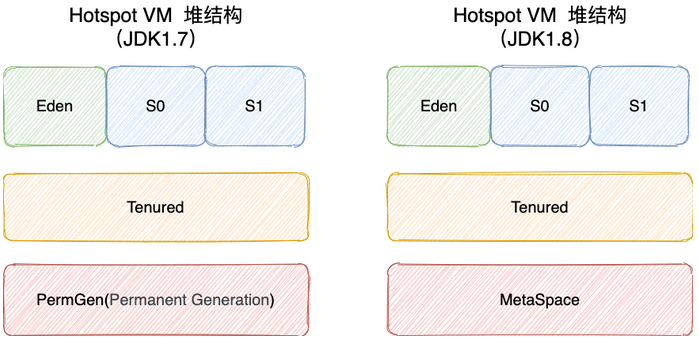 Hotspot VM 堆结构
（JDK1.7）
Eden
S0
S1
Tenured
PermGen(Permanent Generation)
Hotspot VM 堆结构
（JDK1.8）
Eden
S0
S1
Tenured
MetaSpace